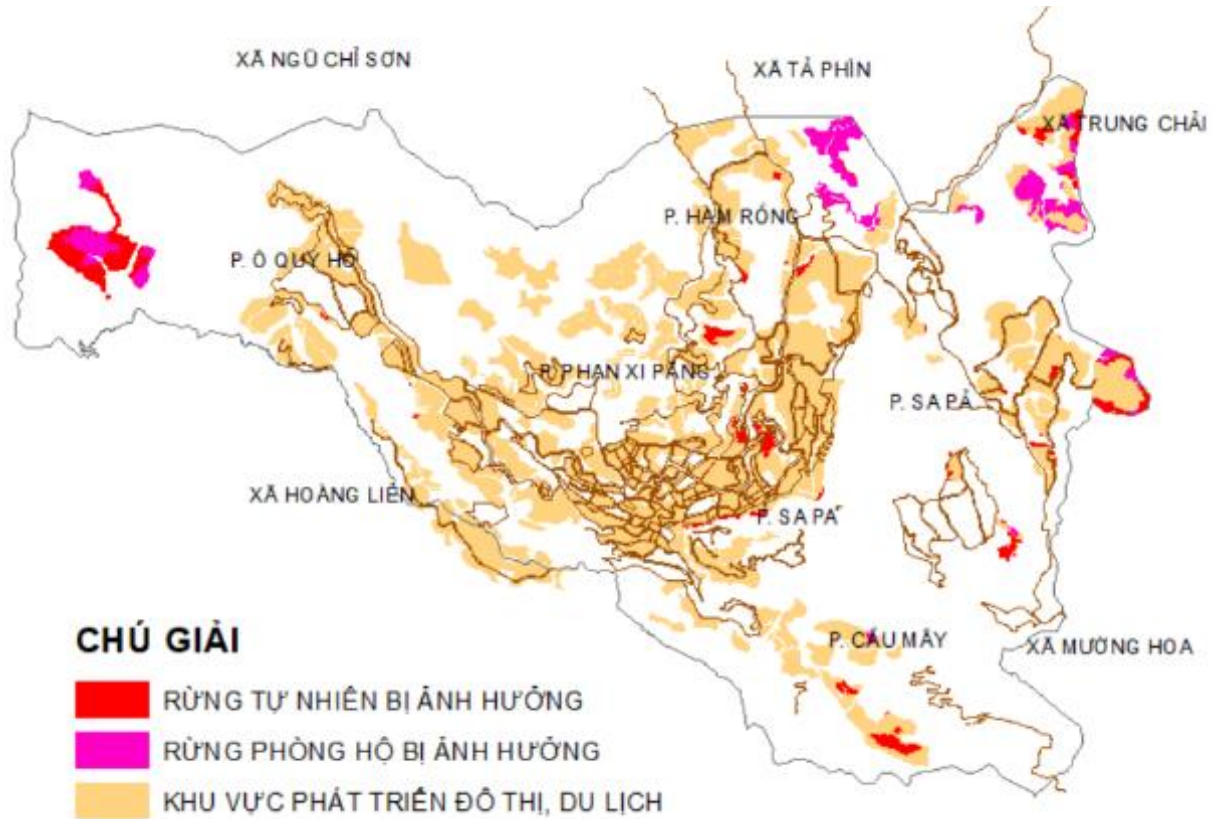 XÃ NGŨ CHỈ SƠN
XÃ TẢ PHÌN
XÃ TRUNG CHẢI
P. HÀM RỒNG
P. Ô QUÝ HỒ
P. PHAN XI PĂNG
P. SA PẢ
XÃ HOÀNG LIÊN
P. SA PA
P. CẦU MÂY
XÃ MƯỜNG HOA
CHÚ GIẢI
RỪNG TỰ NHIÊN BỊ ẢNH HƯỞNG
RỪNG PHÒNG HỘ BỊ ẢNH HƯỞNG
KHU VỰC PHÁT TRIỂN ĐÔ THỊ, DU LỊCH